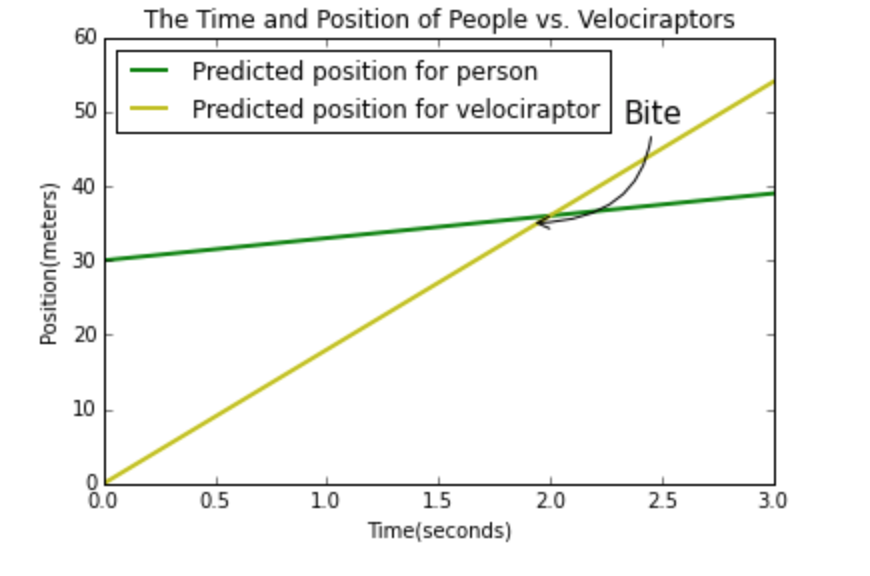 The Time and Position of People vs. Velociraptors
60
Predicted position for person
Predicted position for velociraptor
Bite
50
40
30
20
10
0
Position(meters)
0.0 0.5 1.0 1.5 2.0 2.5 3.0
Time(seconds)